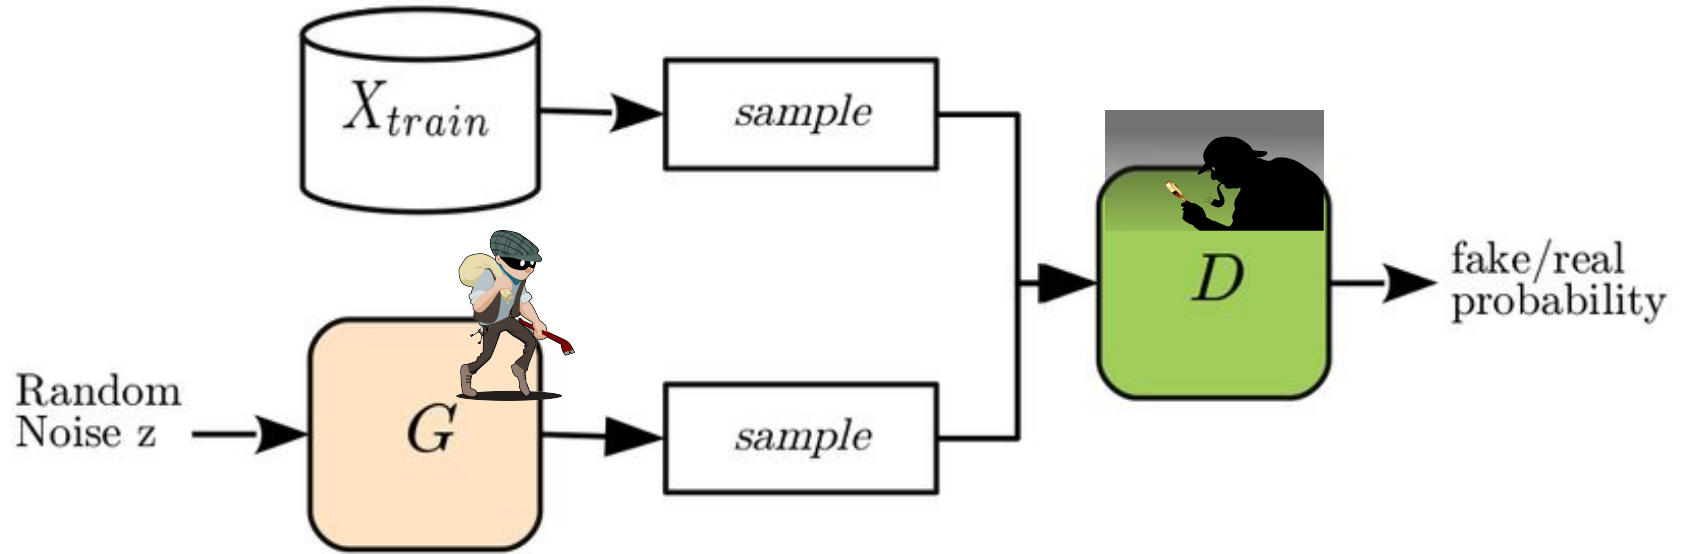 X_train
sample
D
fake/real
probability
Random
Noise z
G
sample